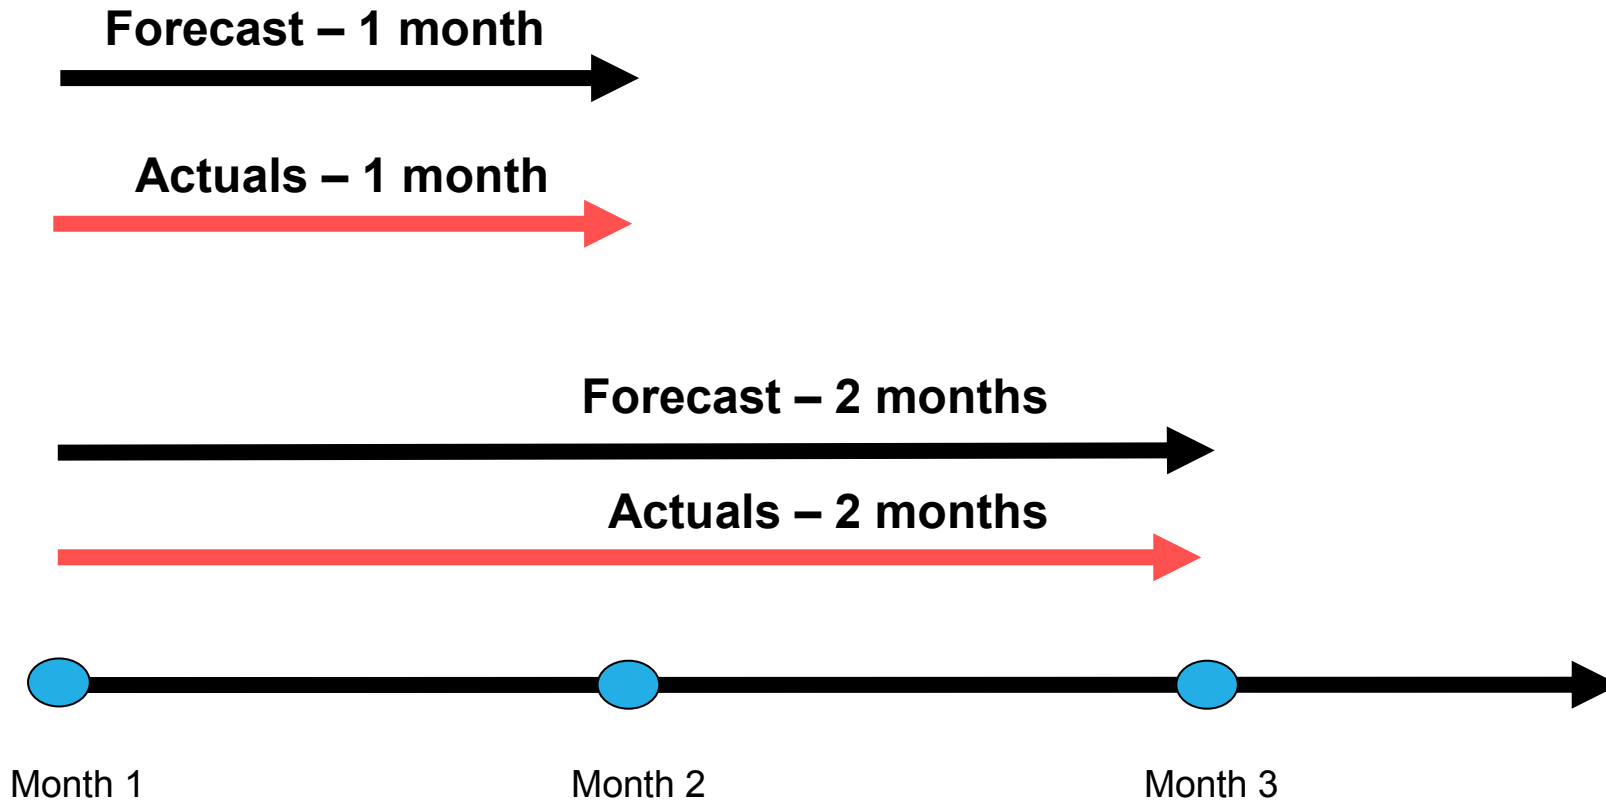 Forecast – 1 month
Actuals – 1 month
Forecast – 2 months
Actuals – 2 months
Month 1
Month 2
Month 3